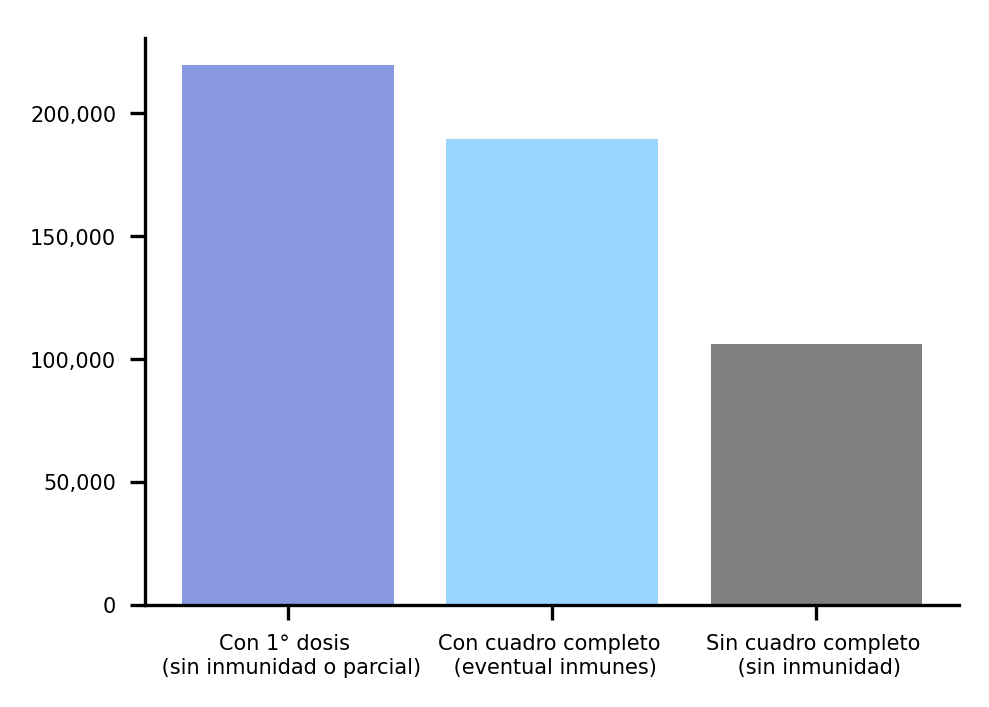 200,000
150,000
100,000
50,000
0
Con 1° dosis
(sin inmunidad o parcial)
Con cuadro completo
(eventual inmunes)
Sin cuadro completo
(sin inmunidad)